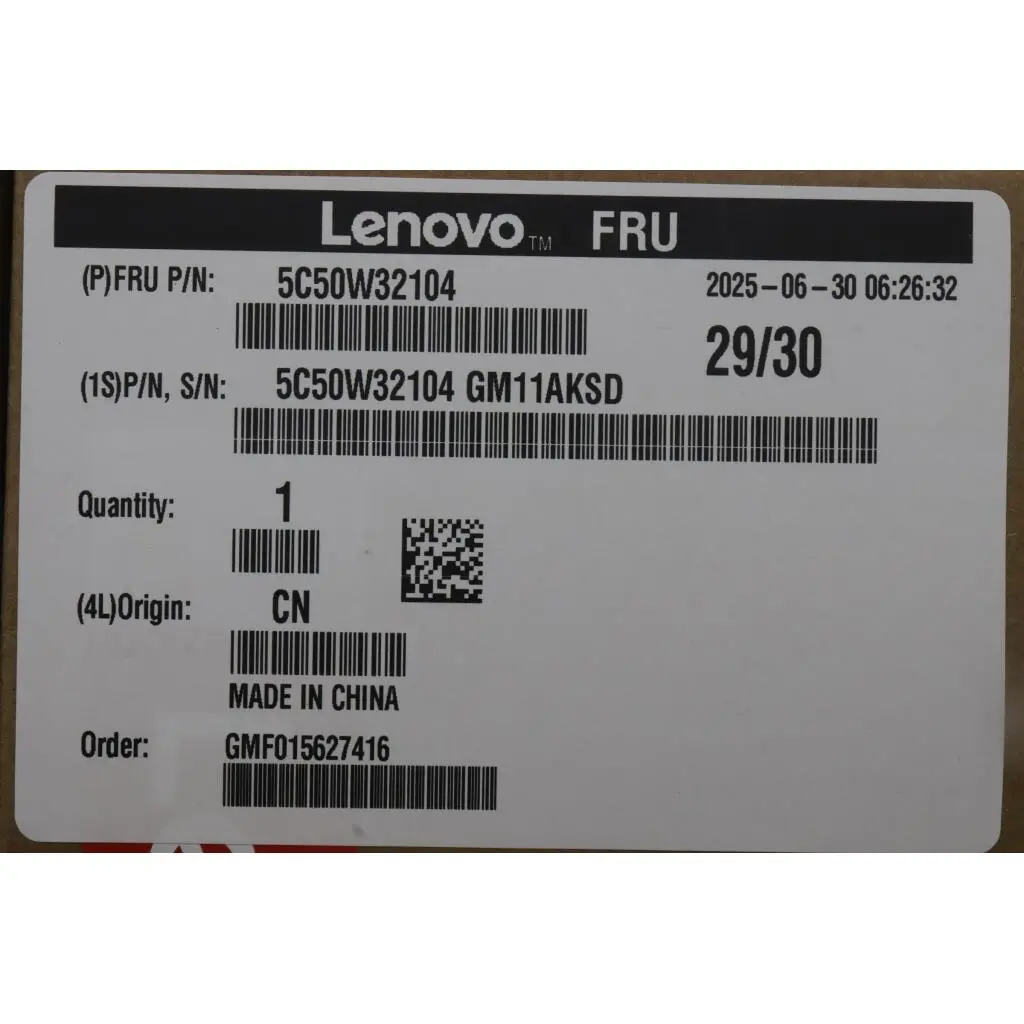 Lenovo™ FRU
(P)FRU P/N: 5C50W32104 2025-06-30 06:26:32
29/30
(1S)P/N, S/N: 5C50W32104 GM11AKSD
Quantity: 1
(4L)Origin: CN
MADE IN CHINA
Order: GMF015627416